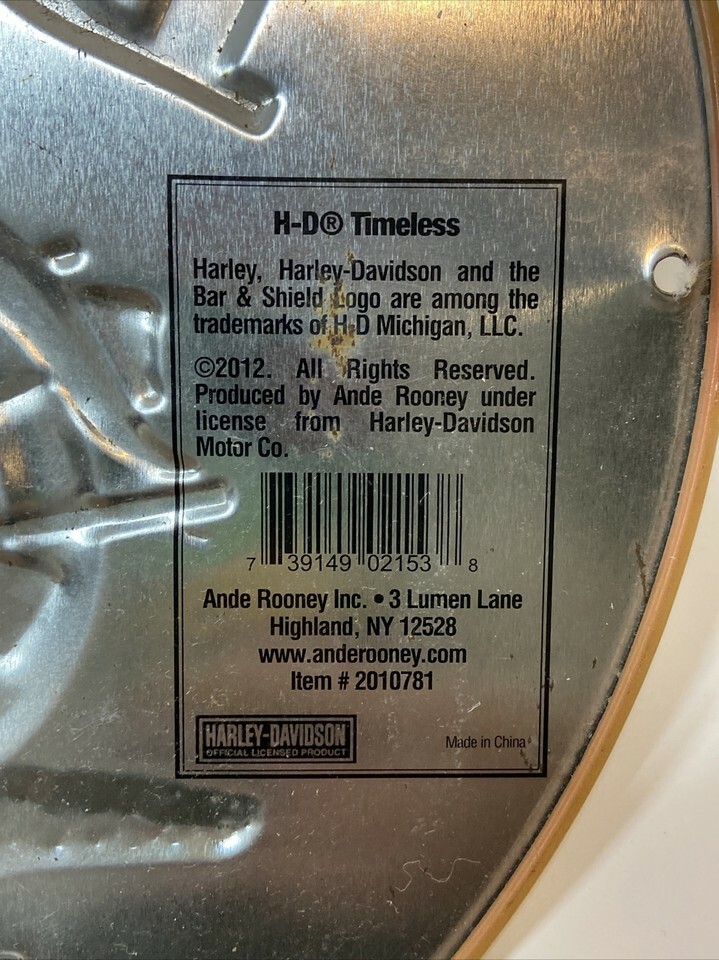 H-D® Timeless
Harley, Harley-Davidson and the
Bar & Shield Logo are among the
trademarks of H-D Michigan, LLC.
©2012. All Rights Reserved.
Produced by Ande Rooney under
license from Harley-Davidson
Motor Co.
7 39149 02153 8
Ande Rooney Inc. • 3 Lumen Lane
Highland, NY 12528
www.anderooney.com
Item # 2010781
HARLEY-DAVIDSON
OFFICIAL LICENSED PRODUCT
Made in China